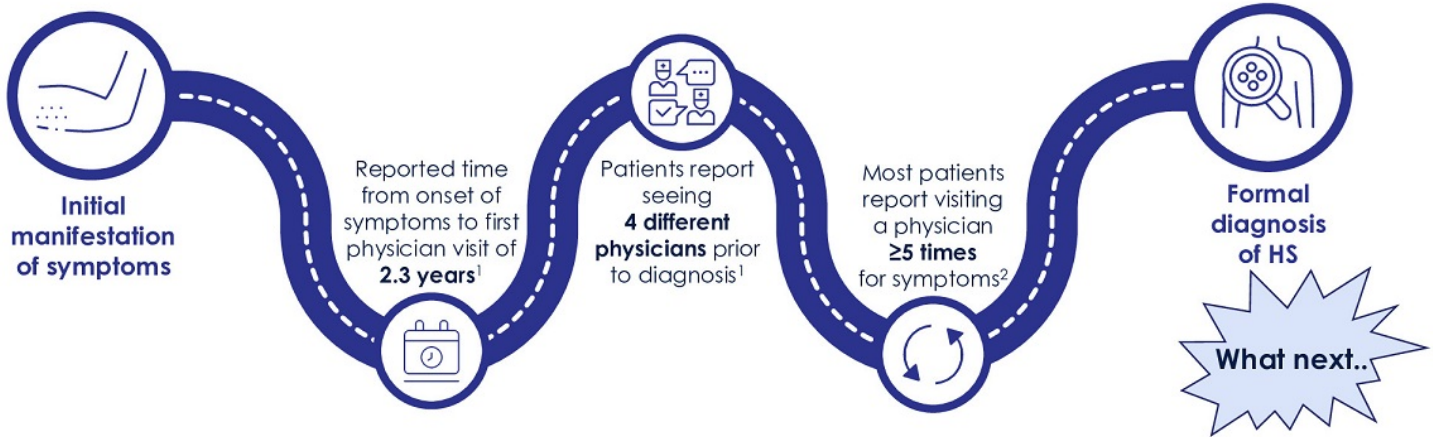 Initial
manifestation
of symptoms
Reported time
from onset of
symptoms to first
physician visit of
2.3 years¹
Patients report
seeing
4 different
physicians prior
to diagnosis¹
Most patients
report visiting
a physician
≥5 times
for symptoms²
Formal
diagnosis
of HS
What next..